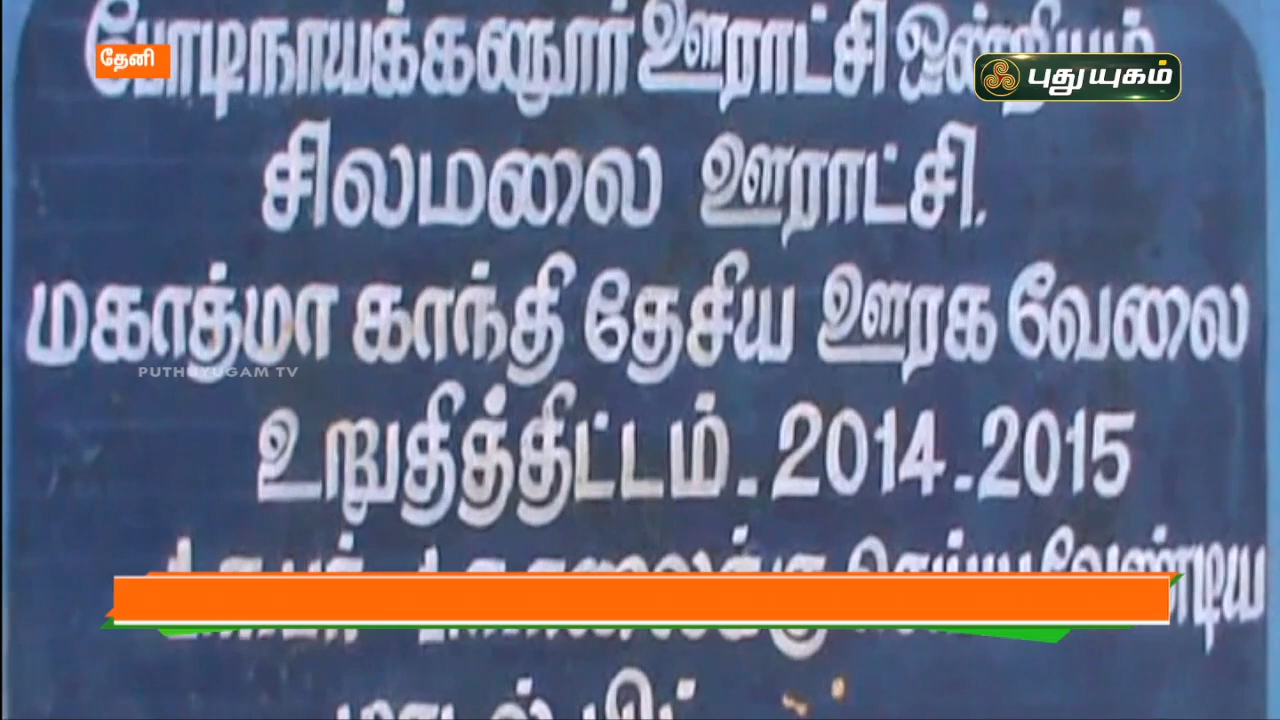 போடிநாயக்கனூர் ஊராட்சி ஒன்றியம்
தேனி
புதுயுகம்
சிலமலை ஊராட்சி.
மகாத்மா காந்தி தேசிய ஊரக வேலை
PUTHUYUGAM TV
உறுதித்திட்டம்-2014-2015
செய்ய வேண்டிய